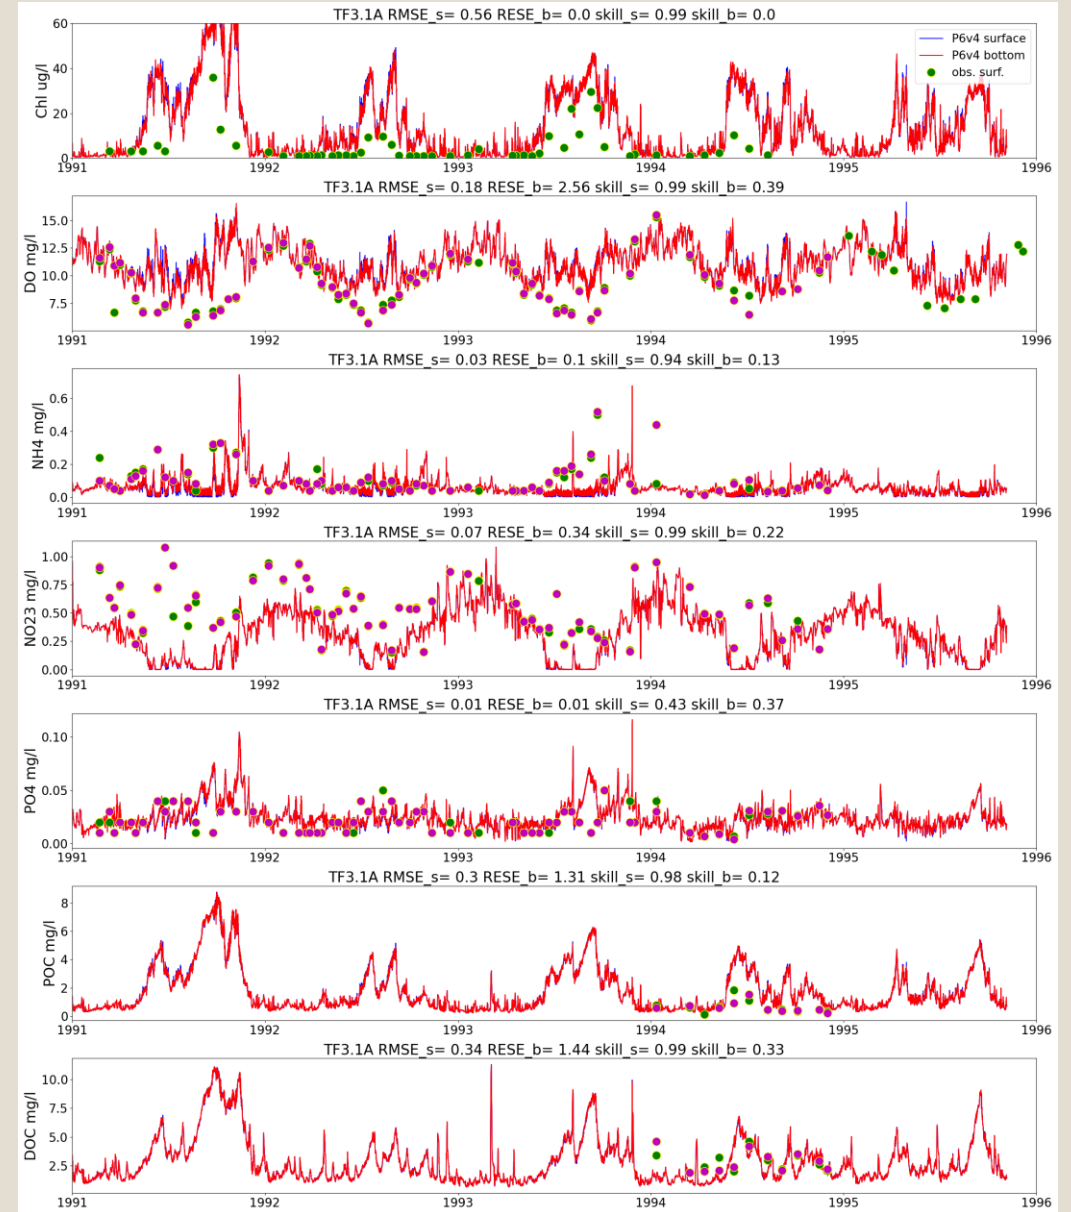 TF3.1A RMSE_s= 0.56 RESE_b= 0.0 skill_s= 0.99 skill_b= 0.0
60
40
20
0
Chl ug/l
P6v4 surface
P6v4 bottom
obs. surf.
1991 1992 1993 1994 1995 1996
TF3.1A RMSE_s= 0.18 RESE_b= 2.56 skill_s= 0.99 skill_b= 0.39
15.0
12.5
10.0
7.5
DO mg/l
1991 1992 1993 1994 1995 1996
TF3.1A RMSE_s= 0.03 RESE_b= 0.1 skill_s= 0.94 skill_b= 0.13
0.6
0.4
0.2
0.0
NH4 mg/l
1991 1992 1993 1994 1995 1996
TF3.1A RMSE_s= 0.07 RESE_b= 0.34 skill_s= 0.99 skill_b= 0.22
1.00
0.75
0.50
0.25
0.00
NO23 mg/l
1991 1992 1993 1994 1995 1996
TF3.1A RMSE_s= 0.01 RESE_b= 0.01 skill_s= 0.43 skill_b= 0.37
0.10
0.05
0.00
PO4 mg/l
1991 1992 1993 1994 1995 1996
TF3.1A RMSE_s= 0.3 RESE_b= 1.31 skill_s= 0.98 skill_b= 0.12
8
6
4
2
0
POC mg/l
1991 1992 1993 1994 1995 1996
TF3.1A RMSE_s= 0.34 RESE_b= 1.44 skill_s= 0.99 skill_b= 0.33
10.0
7.5
5.0
2.5
DOC mg/l
1991 1992 1993 1994 1995 1996